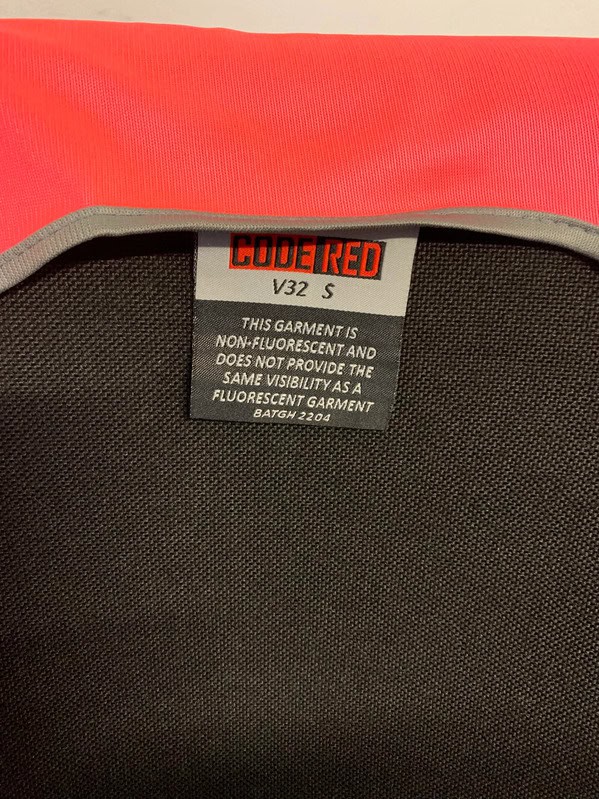 CODE RED
V32 S
THIS GARMENT IS
NON-FLUORESCENT AND
DOES NOT PROVIDE THE
SAME VISIBILITY AS A
FLUORESCENT GARMENT
BATGH 2204